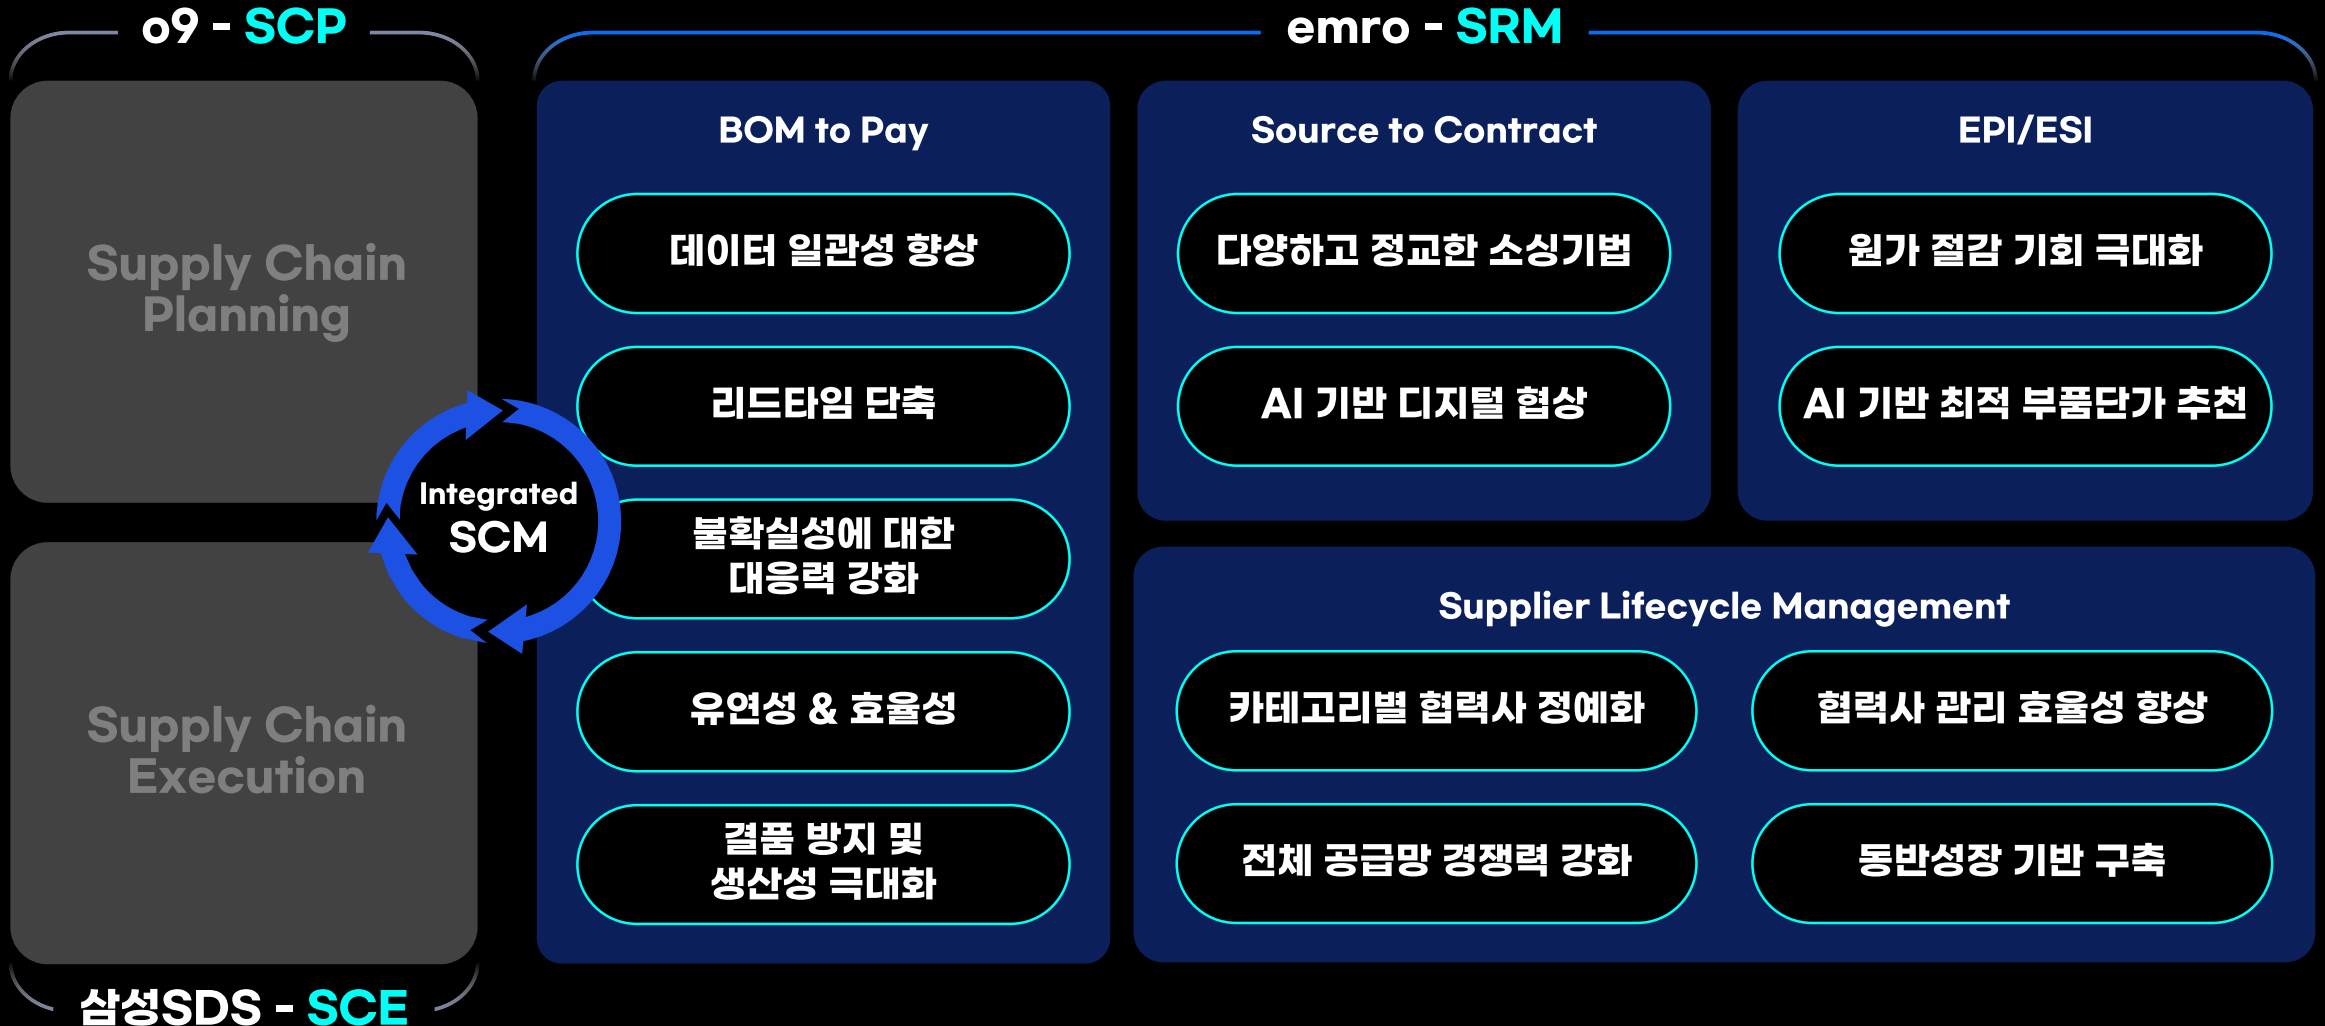 o9 - SCP
emro - SRM
Supply Chain
Planning
Supply Chain
Execution
삼성SDS - SCE
Integrated
SCM
BOM to Pay
데이터 일관성 향상
리드타임 단축
불확실성에 대한
대응력 강화
유연성 & 효율성
결품 방지 및
생산성 극대화
Source to Contract
다양하고 정교한 소싱기법
AI 기반 디지털 협상
EPI/ESI
원가 절감 기회 극대화
AI 기반 최적 부품단가 추천
Supplier Lifecycle Management
카테고리별 협력사 정예화
협력사 관리 효율성 향상
전체 공급망 경쟁력 강화
동반성장 기반 구축